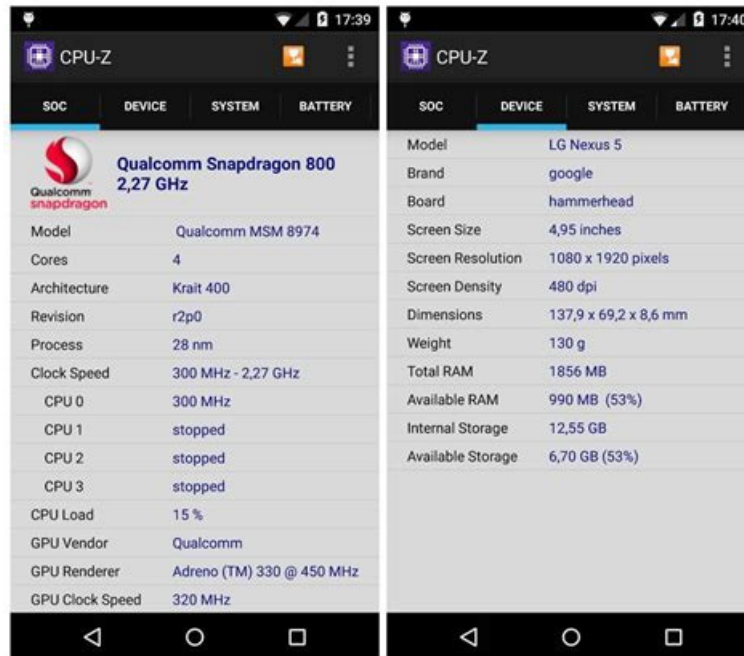 17:39
CPU-Z
SOC DEVICE SYSTEM BATTERY
Qualcomm snapdragon
Qualcomm Snapdragon 800
2,27 GHz
Model Qualcomm MSM 8974
Cores 4
Architecture Krait 400
Revision r2p0
Process 28 nm
Clock Speed 300 MHz - 2,27 GHz
CPU 0 300 MHz
CPU 1 stopped
CPU 2 stopped
CPU 3 stopped
CPU Load 15 %
GPU Vendor Qualcomm
GPU Renderer Adreno (TM) 330 @ 450 MHz
GPU Clock Speed 320 MHz
17:40
CPU-Z
SOC DEVICE SYSTEM BATTERY
Model LG Nexus 5
Brand google
Board hammerhead
Screen Size 4,95 inches
Screen Resolution 1080 x 1920 pixels
Screen Density 480 dpi
Dimensions 137,9 x 69,2 x 8,6 mm
Weight 130 g
Total RAM 1856 MB
Available RAM 990 MB (53%)
Internal Storage 12,55 GB
Available Storage 6,70 GB (53%)